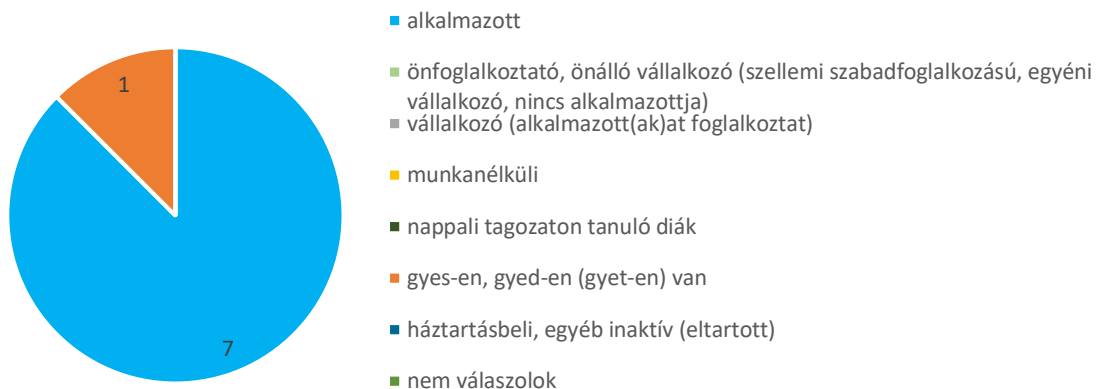 alkalmazott
önfoglalkoztató, önálló vállalkozó (szellemi szabadfoglalkozású, egyéni
vállalkozó, nincs alkalmazottja)
vállalkozó (alkalmazott(ak)at foglalkoztat)
munkanélküli
nappali tagozaton tanuló diák
gyes-en, gyed-en (gyet-en) van
háztartásbeli, egyéb inaktív (eltartott)
nem válaszolok
1
7